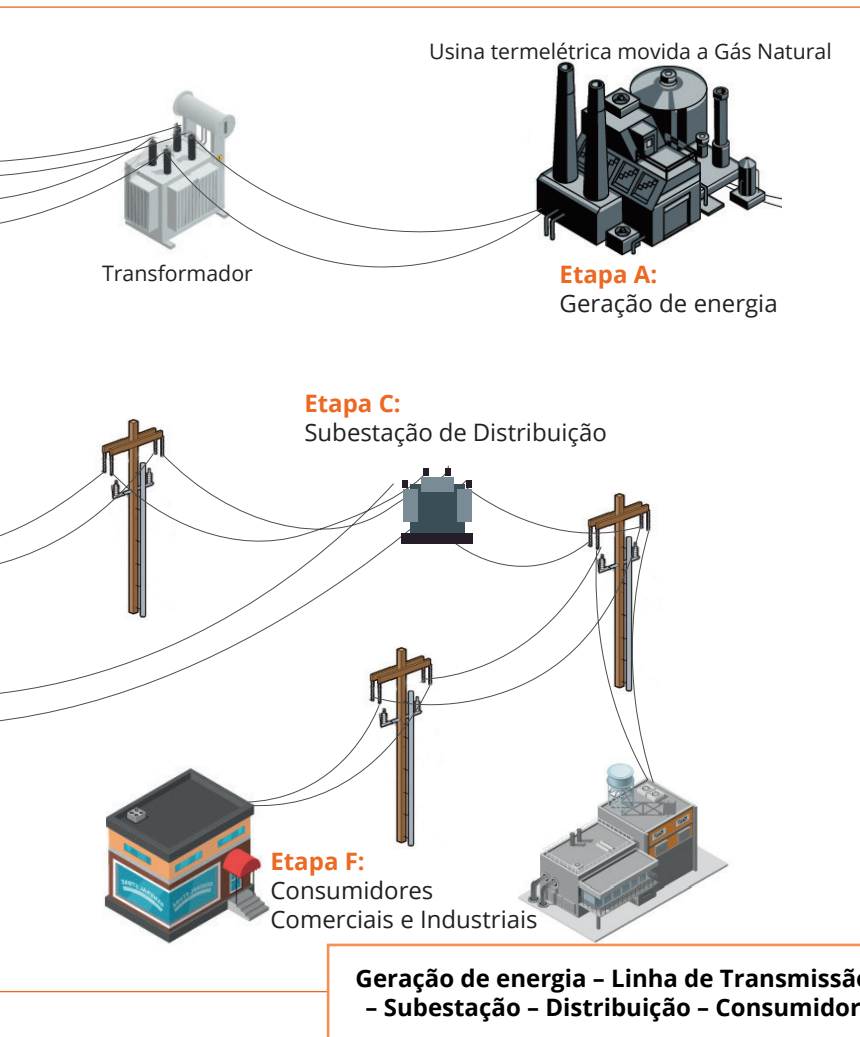 Usina termelétrica movida a Gás Natural
Transformador
Etapa A:
Geração de energia
Etapa C:
Subestação de Distribuição
Etapa F:
Consumidores
Comerciais e Industriais
Geração de energia – Linha de Transmissão
– Subestação – Distribuição – Consumidor